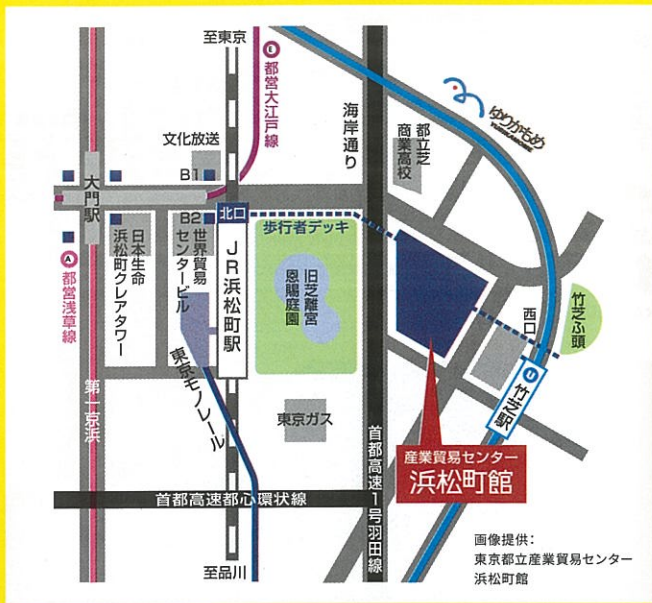 至東京
E
都営大江戸線
海岸通り
都立芝
商業高校
ゆりかもめ
YURIKAMOME
文化放送
大門駅
B1
B2
北口
歩行者デッキ
A
都営浅草線
日本生命
浜松町クレアタワー
世界貿易
センタービル
JR浜松町駅
旧芝離宮
恩賜庭園
西口
竹芝ふ頭
U
竹芝駅
第一京浜
東京モノレール
東京ガス
産業貿易センター
浜松町館
首都高速都心環状線
首都高速1号羽田線
至品川
画像提供:
東京都立産業貿易センター
浜松町館